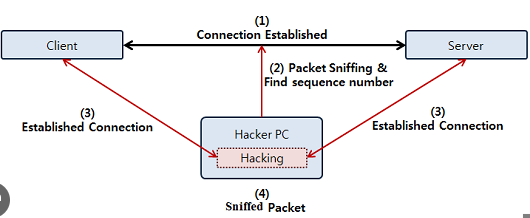 (1)
Connection Established
Client
Server
(2) Packet Sniffing &
Find sequence number
(3)
Established Connection
(3)
Established Connection
Hacker PC
Hacking
(4)
Sniffed Packet